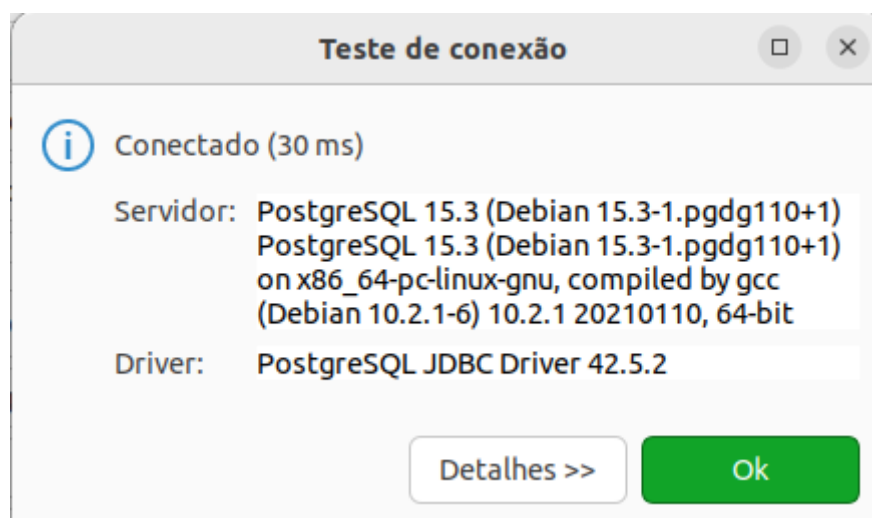 Teste de conexão
Conectado (30 ms)
Servidor: PostgreSQL 15.3 (Debian 15.3-1.pgdg110+1)
PostgreSQL 15.3 (Debian 15.3-1.pgdg110+1)
on x86_64-pc-linux-gnu, compiled by gcc
(Debian 10.2.1-6) 10.2.1 20210110, 64-bit
Driver: PostgreSQL JDBC Driver 42.5.2
Detalhes >> Ok